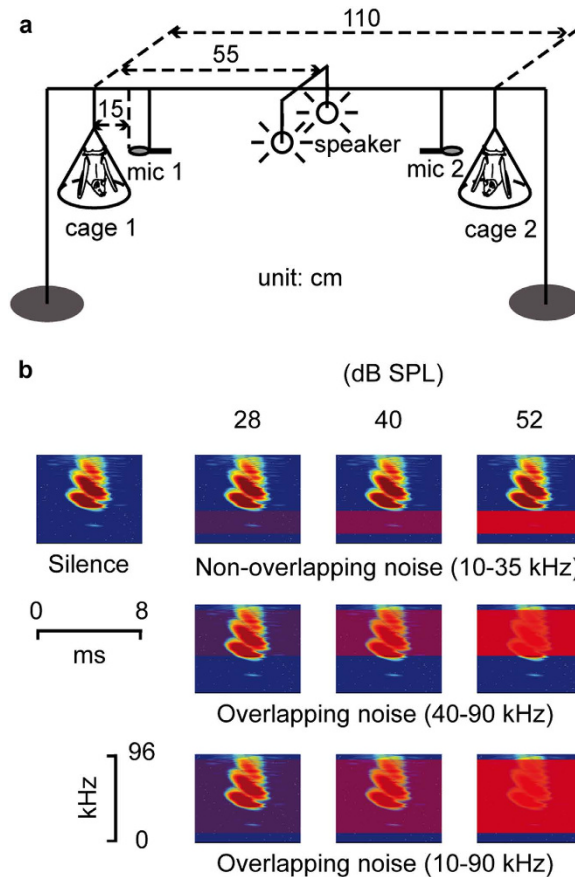 a
110
55
15
speaker
mic 1
mic 2
cage 1
cage 2
unit: cm
b
(dB SPL)
28 40 52
Silence
Non-overlapping noise (10-35 kHz)
0 8
ms
Overlapping noise (40-90 kHz)
96
kHz
0
Overlapping noise (10-90 kHz)